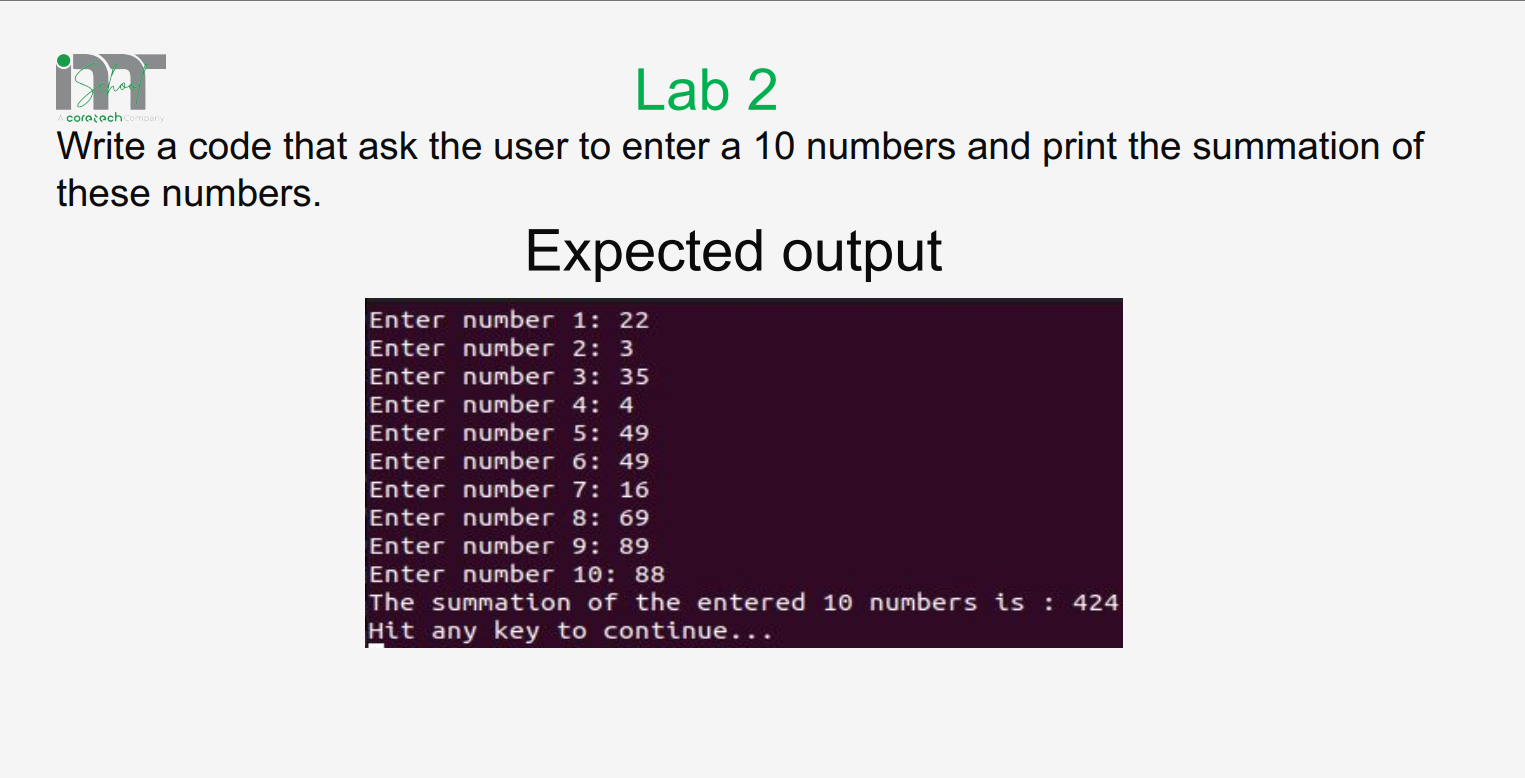 imt
School
A coretech Company
Lab 2
Write a code that ask the user to enter a 10 numbers and print the summation of
these numbers.
Expected output
Enter number 1: 22
Enter number 2: 3
Enter number 3: 35
Enter number 4: 4
Enter number 5: 49
Enter number 6: 49
Enter number 7: 16
Enter number 8: 69
Enter number 9: 89
Enter number 10: 88
The summation of the entered 10 numbers is : 424
Hit any key to continue...